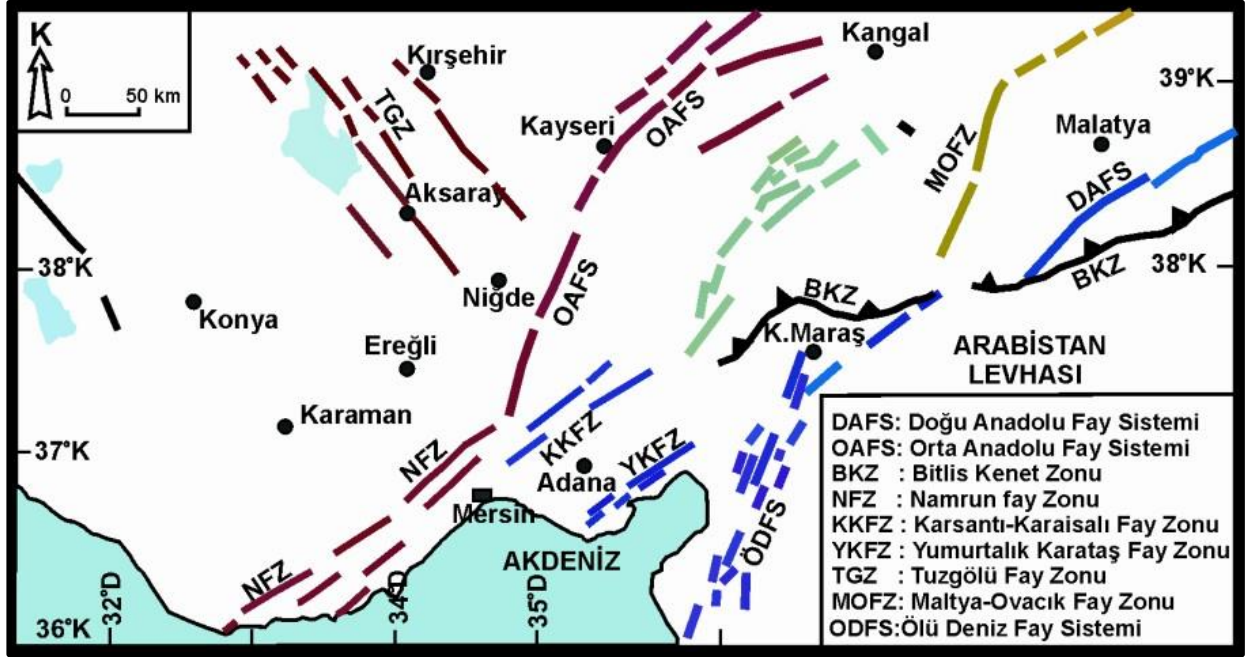 K
0 50 km
Kırşehir
Kangal
39°K
TGZ
Kayseri
OAFS
MOFZ
Malatya
Aksaray
DAFS
38°K
38°K
Niğde
OAFS
BKZ
BKZ
Konya
K.Maraş
Ereğli
ARABİSTAN
LEVHASI
Karaman
37°K
NFZ
KKFZ
YKFZ
Adana
Mersin
ÖDFS
AKDENİZ
NFZ
32°D
34°D
35°D
36°K
DAFS: Doğu Anadolu Fay Sistemi
OAFS: Orta Anadolu Fay Sistemi
BKZ : Bitlis Kenet Zonu
NFZ : Namrun fay Zonu
KKFZ : Karsantı-Karaisalı Fay Zonu
YKFZ : Yumurtalık Karataş Fay Zonu
TGZ : Tuzgölü Fay Zonu
MOFZ: Maltya-Ovacık Fay Zonu
ODFS:Ölü Deniz Fay Sistemi